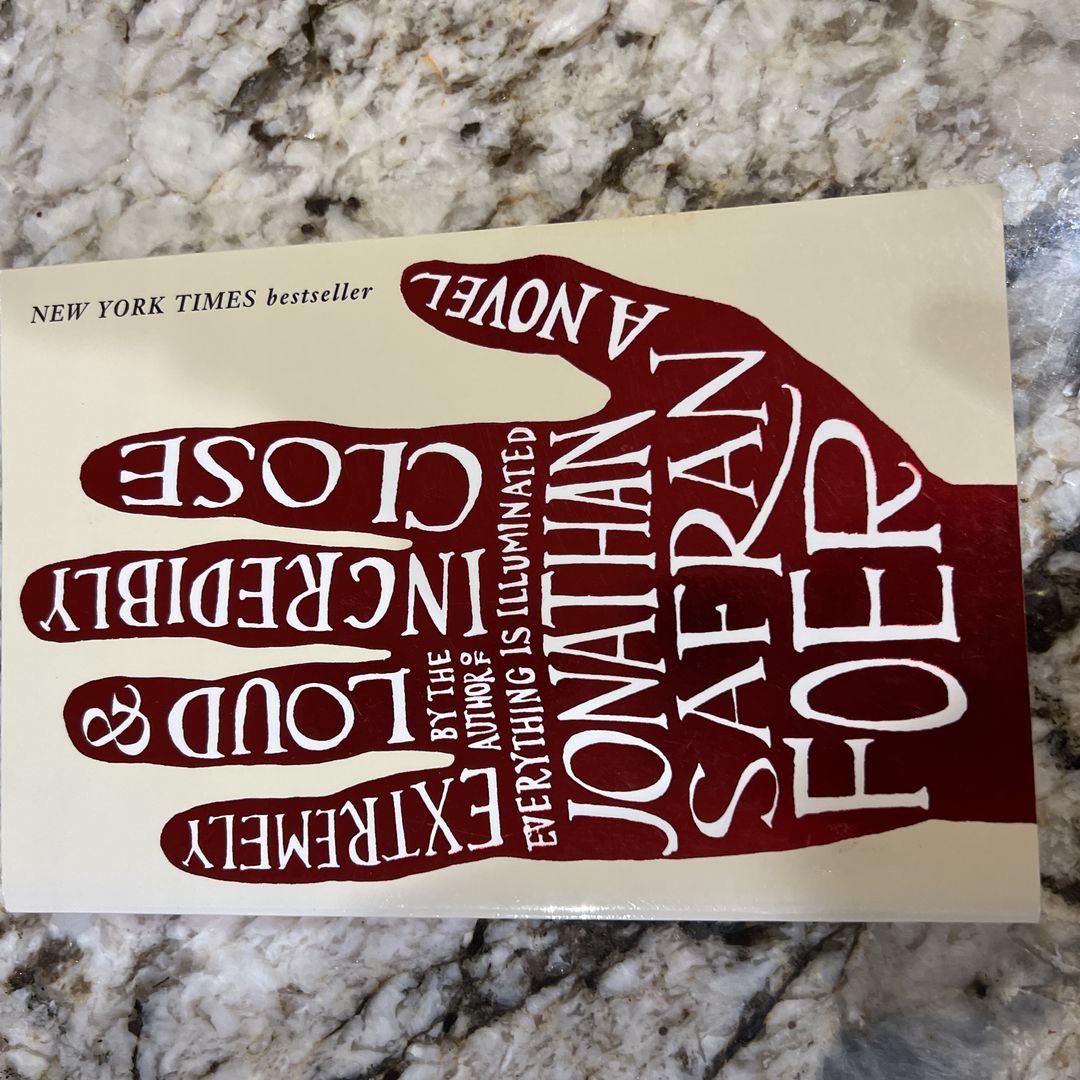 NEW YORK TIMES bestseller
EXTREMELY
LOUD &
INCREDIBLY
CLOSE
A NOVEL
BY THE
AUTHOR OF
EVERYTHING IS ILLUMINATED
JONATHAN
SAFRAN
FOER